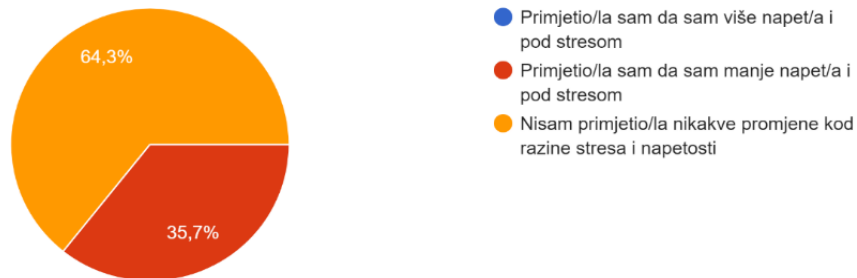 64,3%
35,7%
Primjetio/la sam da sam više napet/a i
pod stresom
Primjetio/la sam da sam manje napet/a i
pod stresom
Nisam primjetio/la nikakve promjene kod
razine stresa i napetosti